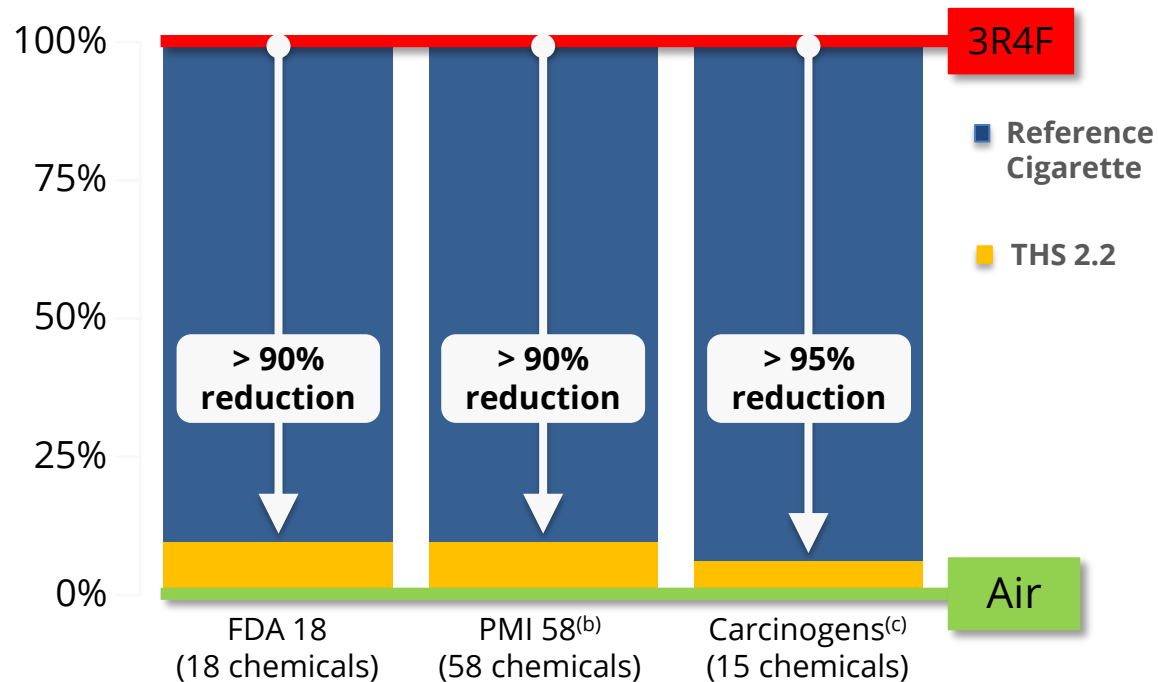 100%
75%
50%
25%
0%
3R4F
Reference
Cigarette
THS 2.2
> 90%
reduction
> 90%
reduction
> 95%
reduction
Air
FDA 18
(18 chemicals)
PMI 58(b)
(58 chemicals)
Carcinogens(c)
(15 chemicals)